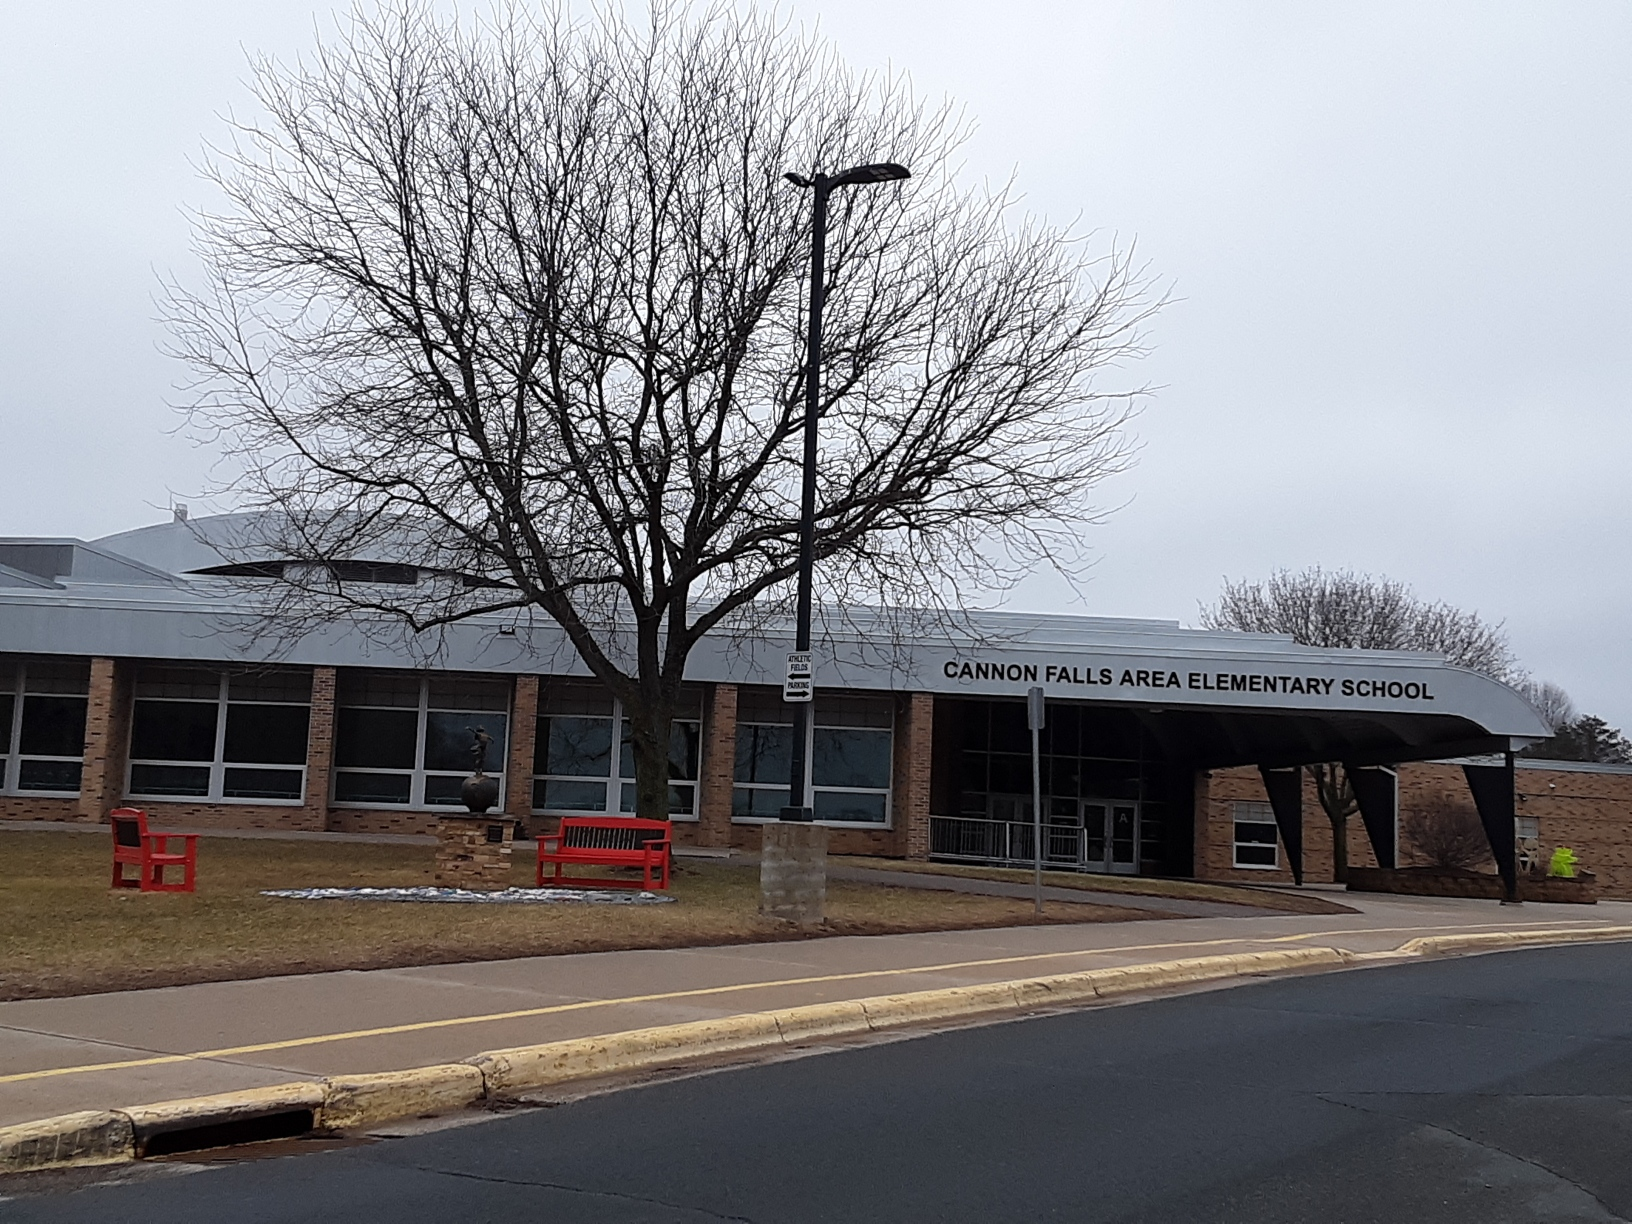 CANNON FALLS AREA ELEMENTARY SCHOOL
ATHLETIC
FIELDS
PARKING
A